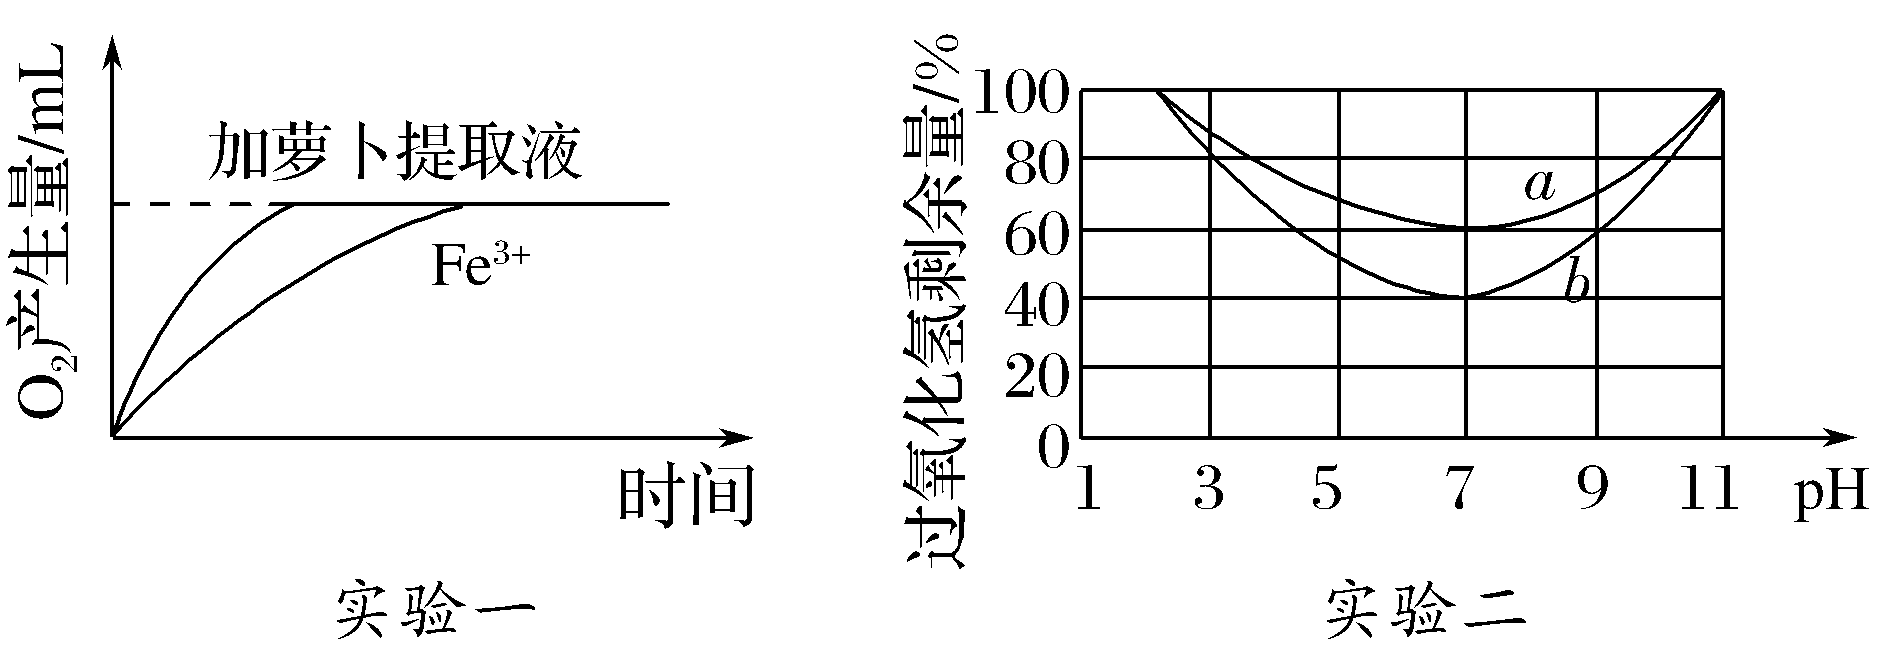 O₂产生量/mL
加萝卜提取液
Fe³⁺
时间
实验一
过氧化氢剩余量/%
100
80
60
40
20
0
a
b
1 3 5 7 9 11 pH
实验二